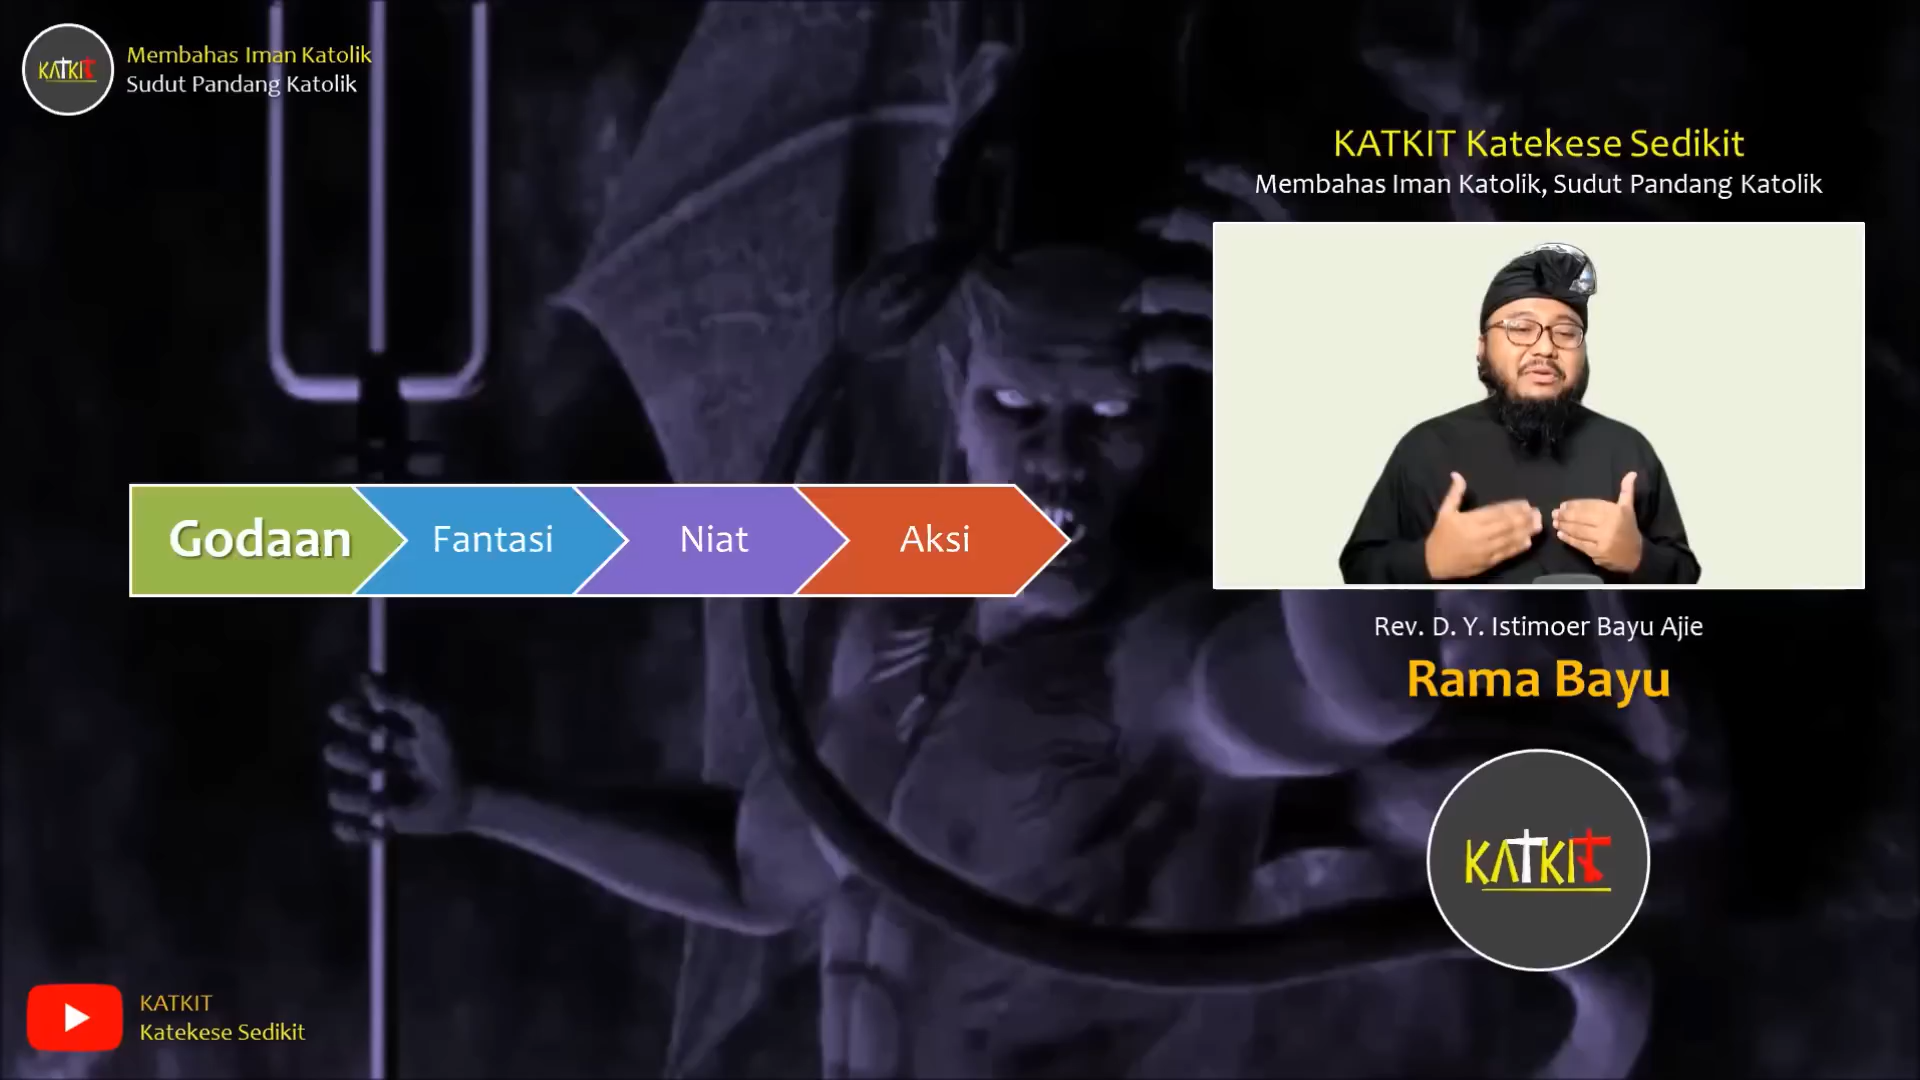 KATKIT
Membahas Iman Katolik
Sudut Pandang Katolik
KATKIT Katekese Sedikit
Membahas Iman Katolik, Sudut Pandang Katolik
Godaan
Fantasi
Niat
Aksi
Rev. D. Y. Istimoer Bayu Ajie
Rama Bayu
KATKIT
KATKIT
Katekese Sedikit